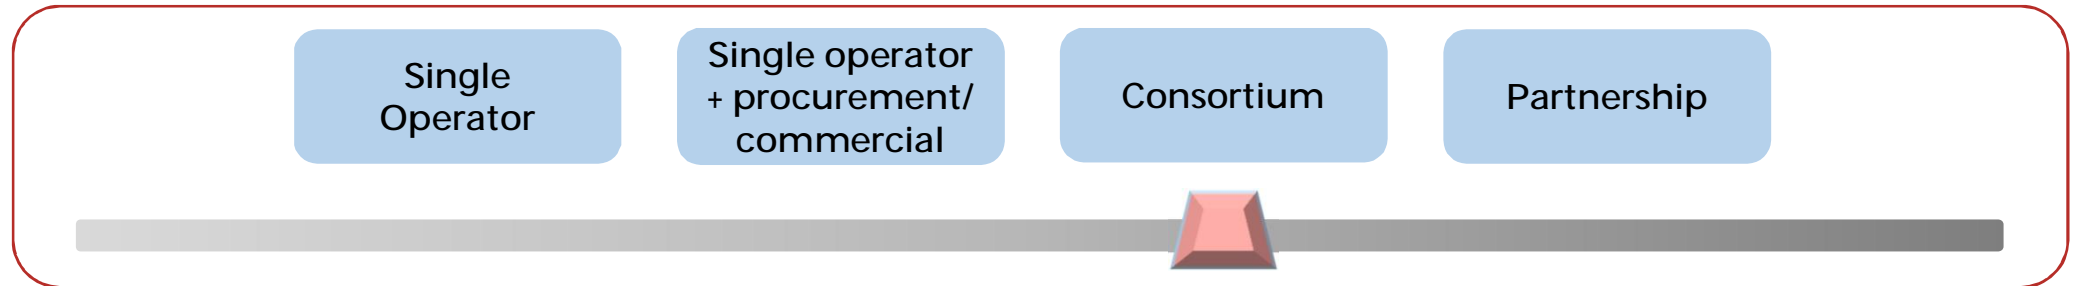 Single
Operator
Single operator
+ procurement/
commercial
Consortium
Partnership